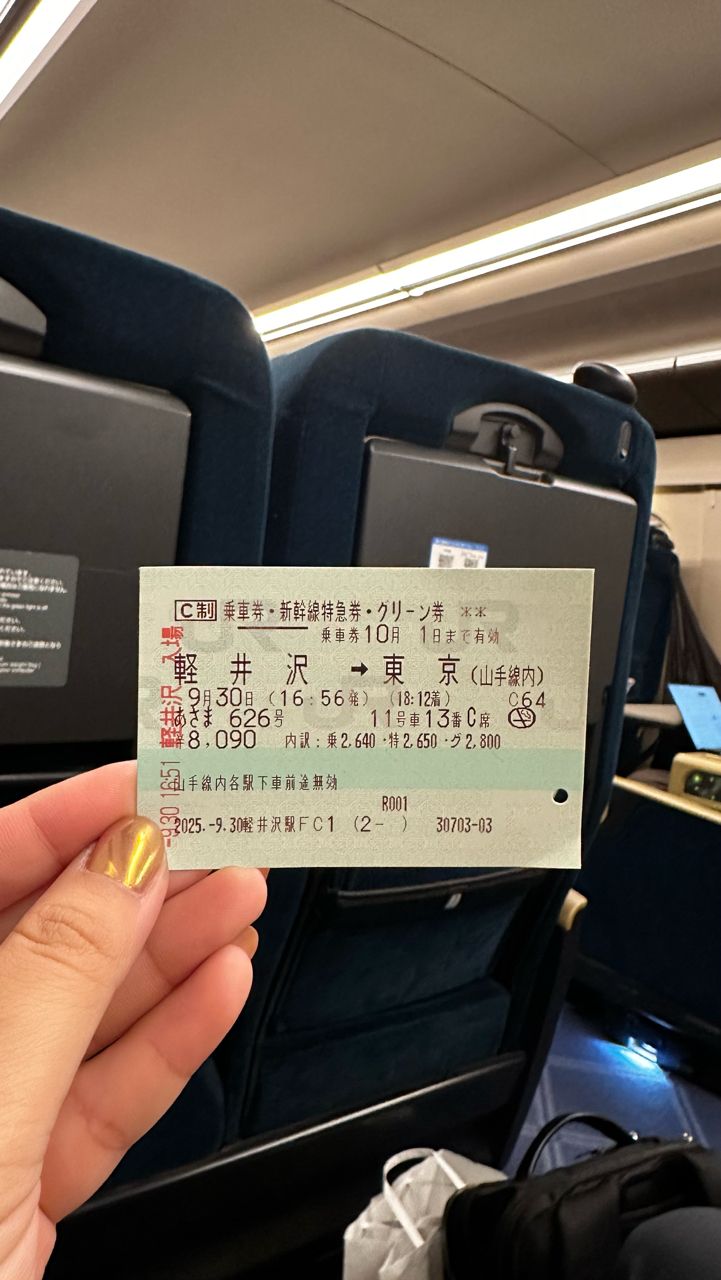 C制 乗車券・新幹線特急券・グリーン券 **
乗車券10月 1日まで有効
軽井沢 → 東京 (山手線内)
9月30日 (16:56発) (18:12着) C64
あさま 626号 11号車13番C席
¥8,090 内訳:乗2,640・特2,650・グ2,800
山手線内各駅下車前途無効
R001
2025.-9.30軽井沢駅FC1 (2- ) 30703-03
-9.30 16:51 軽井沢 入場